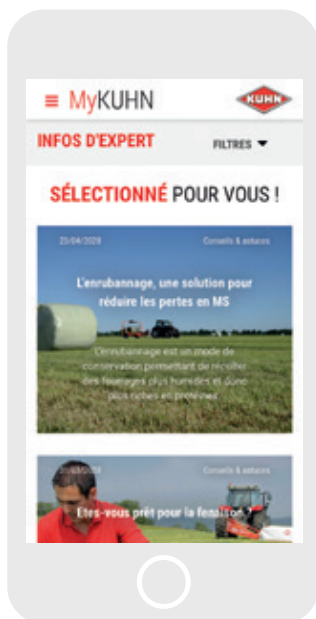 ≡ MyKUHN
KUHN
INFOS D'EXPERT
FILTRES ▼
SÉLECTIONNÉ POUR VOUS !
23/04/2020 Conseils & astuces
L'enrubannage, une solution pour
réduire les pertes en MS
L'enrubannage est un mode de
conservation permettant de récolter
des fourrages plus humides et donc
plus riches en protéines
Conseils & astuces
Etes-vous prêt pour la fenaison ?